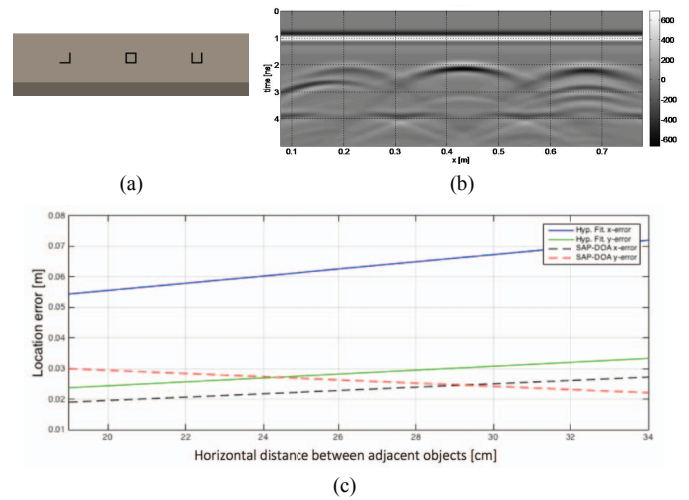 600
400
200
0
-200
-400
-600
time [ns]
1
2
3
4
0.1 0.2 0.3 0.4 0.5 0.6 0.7
x [m]
(a)
(b)
Location error [m]
0.08
0.07
0.06
0.05
0.04
0.03
0.02
0.01
Hyp. Fit. x-error
Hyp. Fit. y-error
SAP-DOA x-error
SAP-DOA y-error
20 22 24 26 28 30 32 34
Horizontal distance between adjacent objects [cm]
(c)